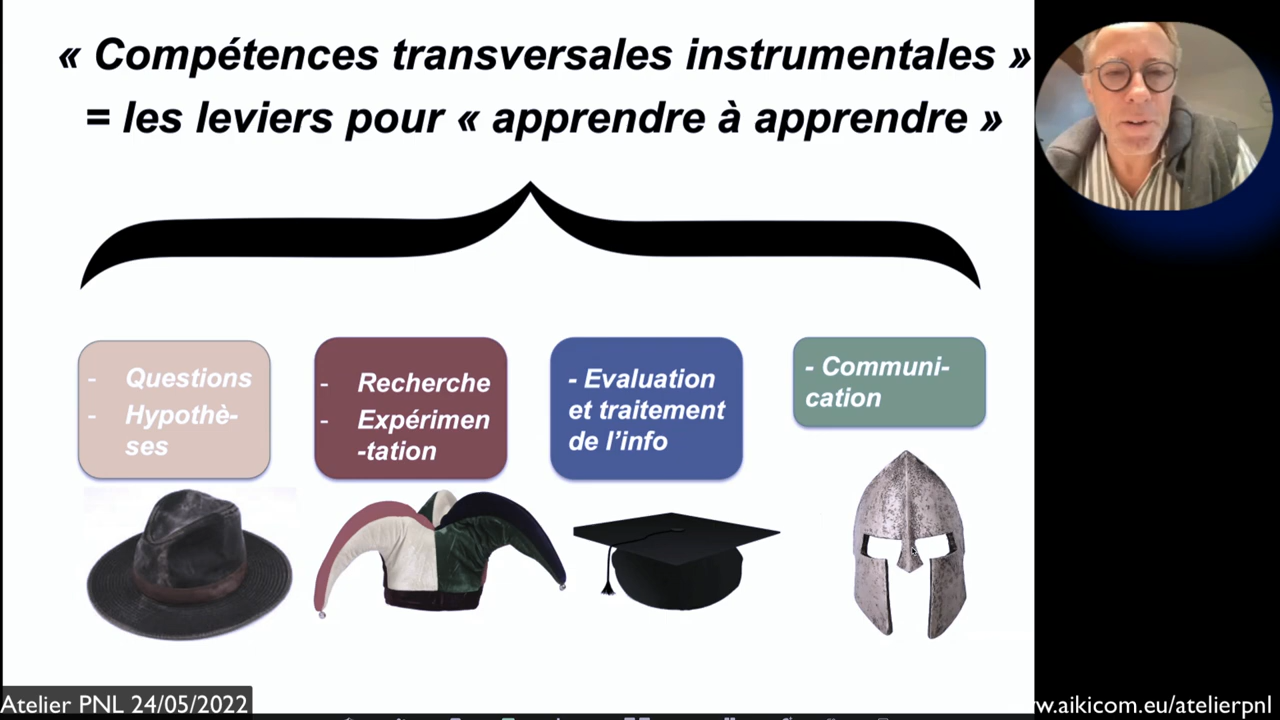 « Compétences transversales instrumentales »
= les leviers pour « apprendre à apprendre »
- Questions
- Hypothè-
ses
- Recherche
- Expérimen
-tation
- Evaluation
et traitement
de l’info
- Communi-
cation
Atelier PNL 24/05/2022
w.aikicom.eu/atelierpnl